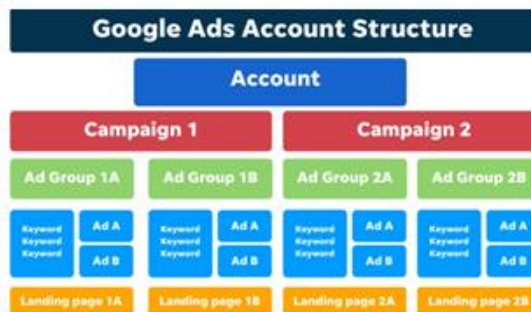 Google Ads Account Structure
Account
Campaign 1
Campaign 2
Ad Group 1A
Ad Group 1B
Ad Group 2A
Ad Group 2B
Keyword
Keyword
Keyword
Ad A
Ad B
Keyword
Keyword
Keyword
Ad A
Ad B
Keyword
Keyword
Keyword
Ad A
Ad B
Keyword
Keyword
Keyword
Ad A
Ad B
Landing page 1A
Landing page 1B
Landing page 2A
Landing page 2B